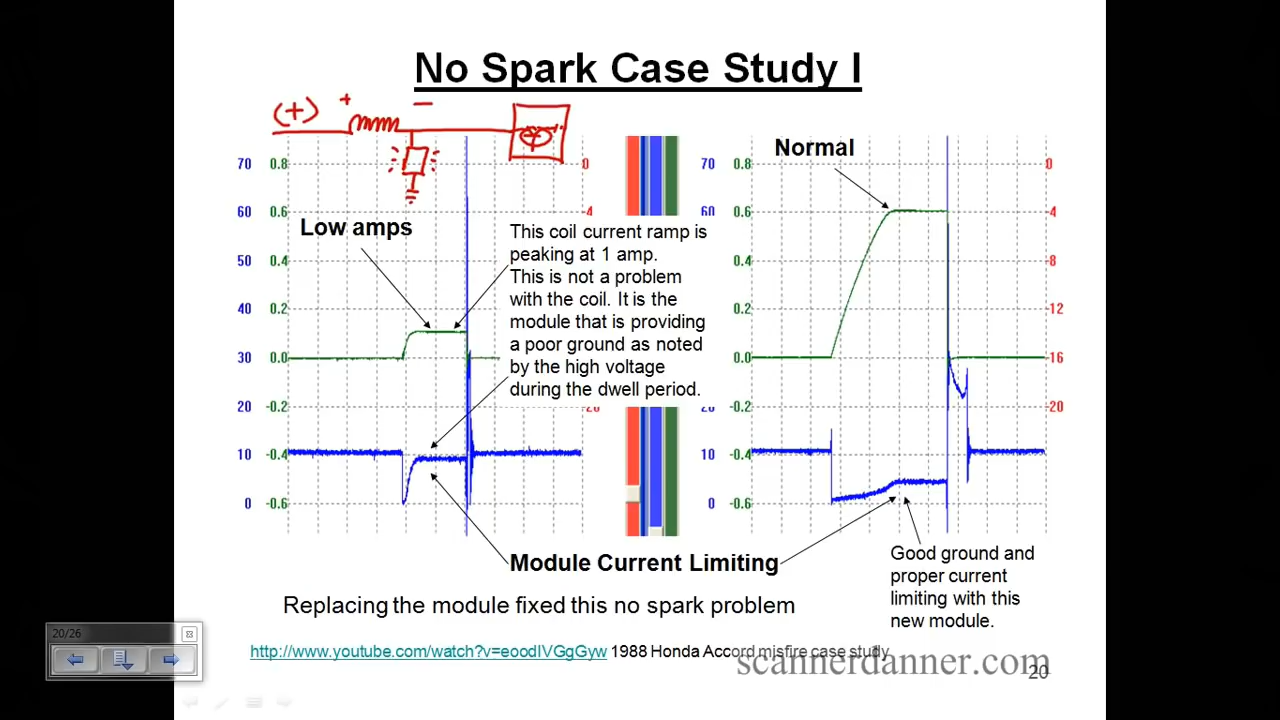 No Spark Case Study I
(+) + −
70 0.8 0 70 0.8 0
60 0.6 4 60 0.6 4
50 0.4 50 0.4 8
40 0.2 40 0.2 12
30 0.0 30 0.0 16
20 -0.2 20 20 -0.2 20
10 -0.4 10 -0.4
0 -0.6 0 -0.6
Low amps
This coil current ramp is
peaking at 1 amp.
This is not a problem
with the coil. It is the
module that is providing
a poor ground as noted
by the high voltage
during the dwell period.
Normal
Module Current Limiting
Good ground and
proper current
limiting with this
new module.
Replacing the module fixed this no spark problem
http://www.youtube.com/watch?v=eoodIVGgGyw 1988 Honda Accord misfire case study
scannerdanner.com
20
20/26